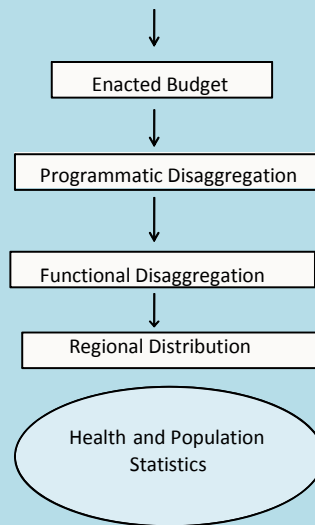 Enacted Budget
Programmatic Disaggregation
Functional Disaggregation
Regional Distribution
Health and Population
Statistics